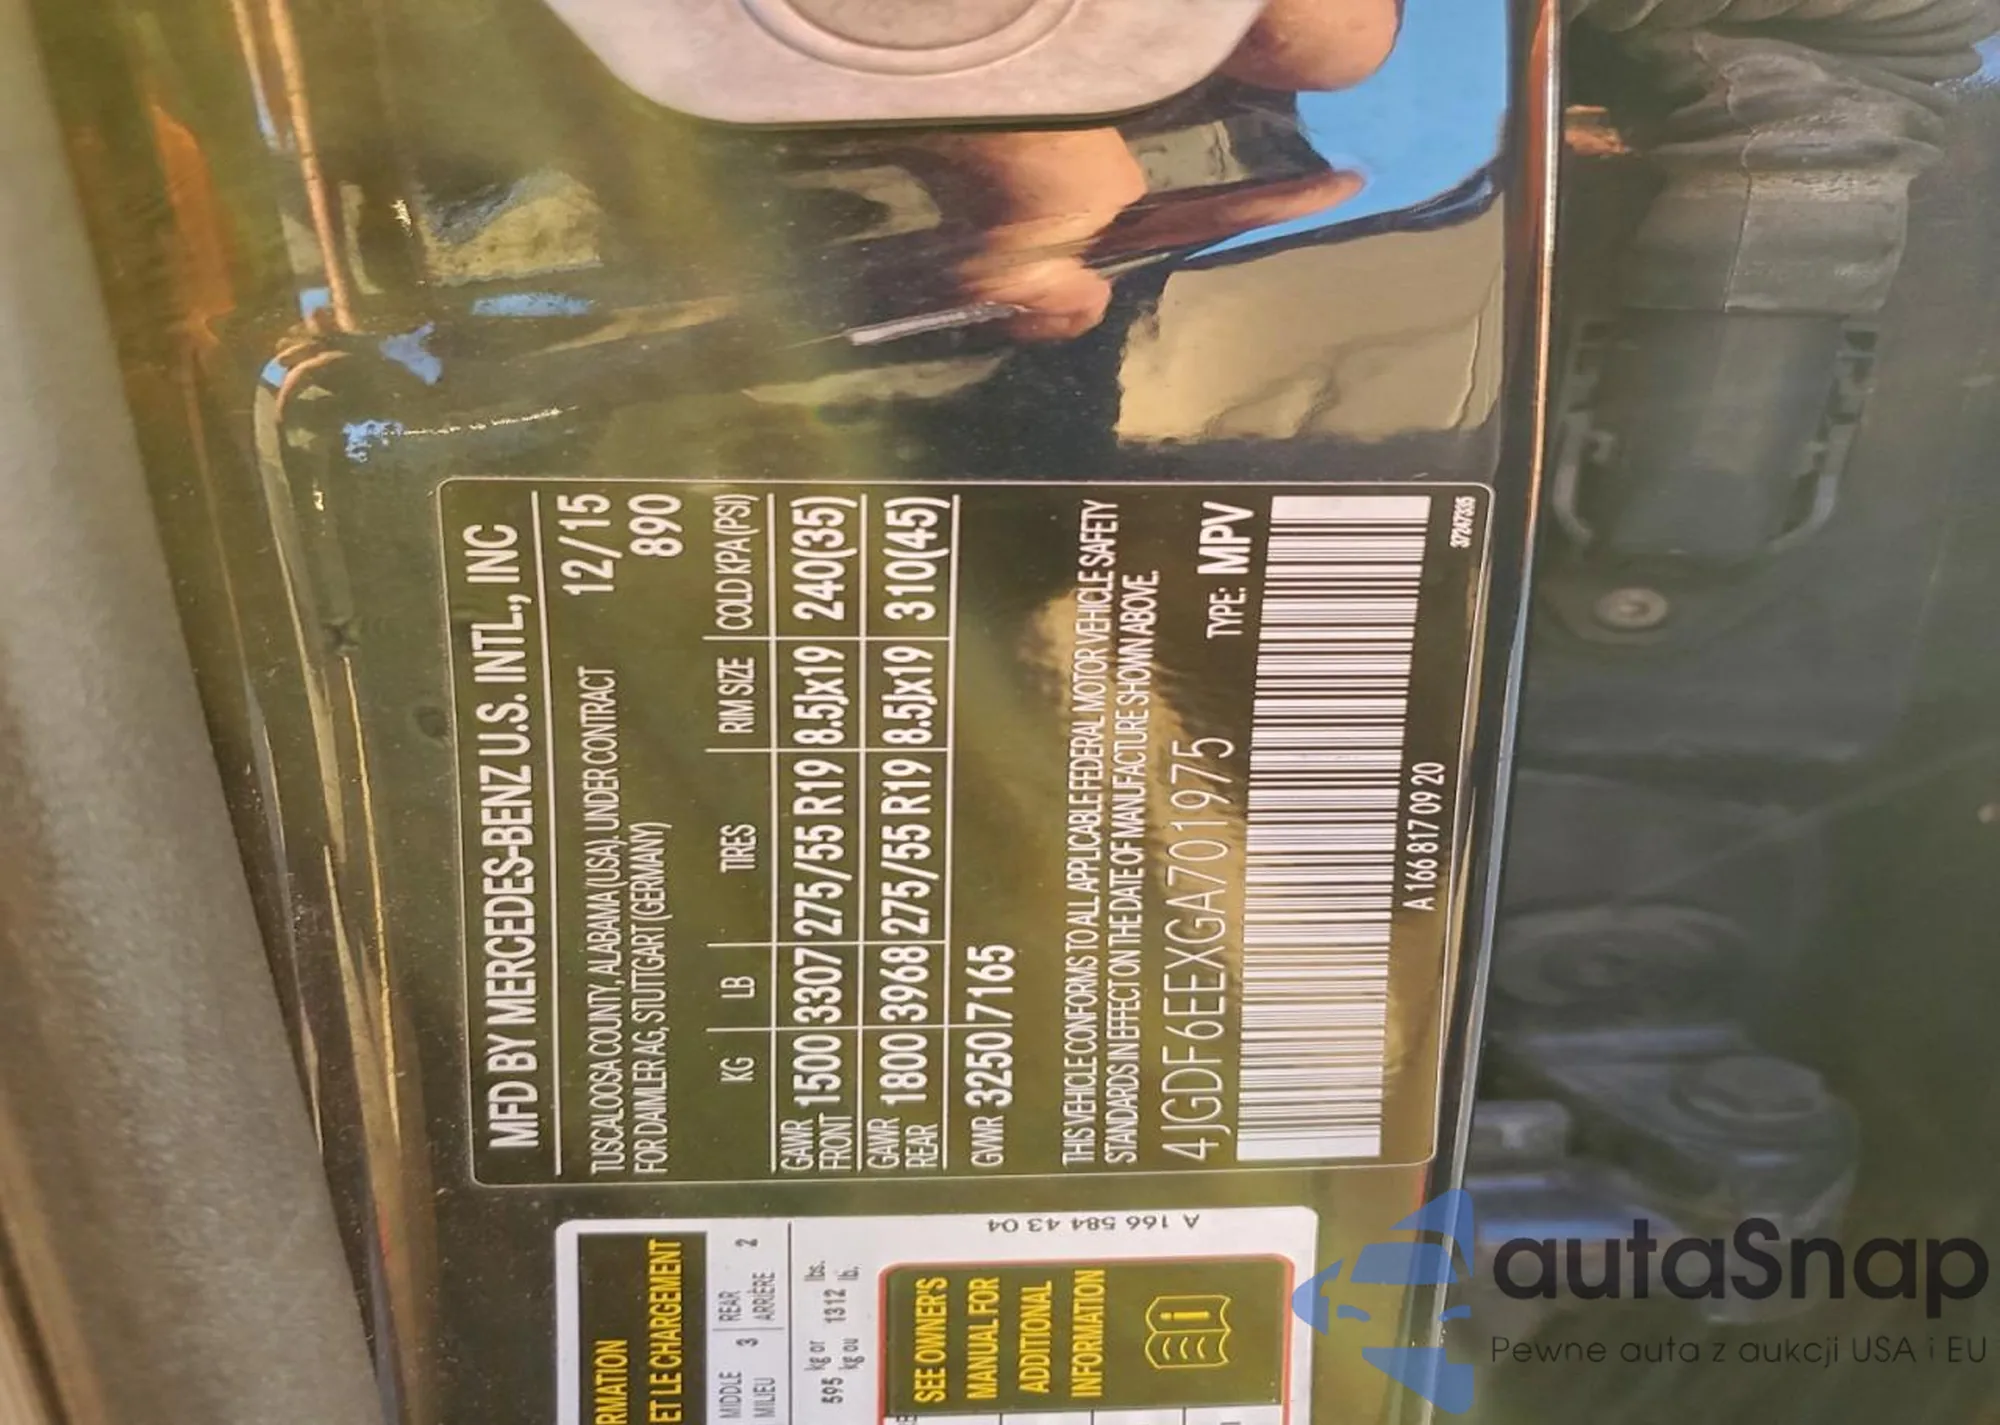 MFD BY MERCEDES-BENZ U.S. INTL., INC
TUSCALOOSA COUNTY, ALABAMA (USA). UNDER CONTRACT 12/15
FOR DAIMLER AG, STUTTGART (GERMANY) 890
KG LB TIRES RIM SIZE COLD KPA (PSI)
GAWR FRONT 1500 3307 275/55 R19 8.5Jx19 240(35)
GAWR REAR 1800 3968 275/55 R19 8.5Jx19 310(45)
GWR 3250 7165
THIS VEHICLE CONFORMS TO ALL APPLICABLE FEDERAL MOTOR VEHICLE SAFETY
STANDARDS IN EFFECT ON THE DATE OF MANUFACTURE SHOWN ABOVE.
4JGDF6EEXGA701975 TYPE: MPV
A 166 817 09 20
37247335
RMATION
ET LE CHARGEMENT
MIDDLE 3 REAR 2
MILIEU ARRIÈRE
595 kg or 1312 lbs.
kg ou lb.
SEE OWNER'S
MANUAL FOR
ADDITIONAL
INFORMATION
A 166 584 43 04
autaSnap
Pewne auta z aukcji USA i EU